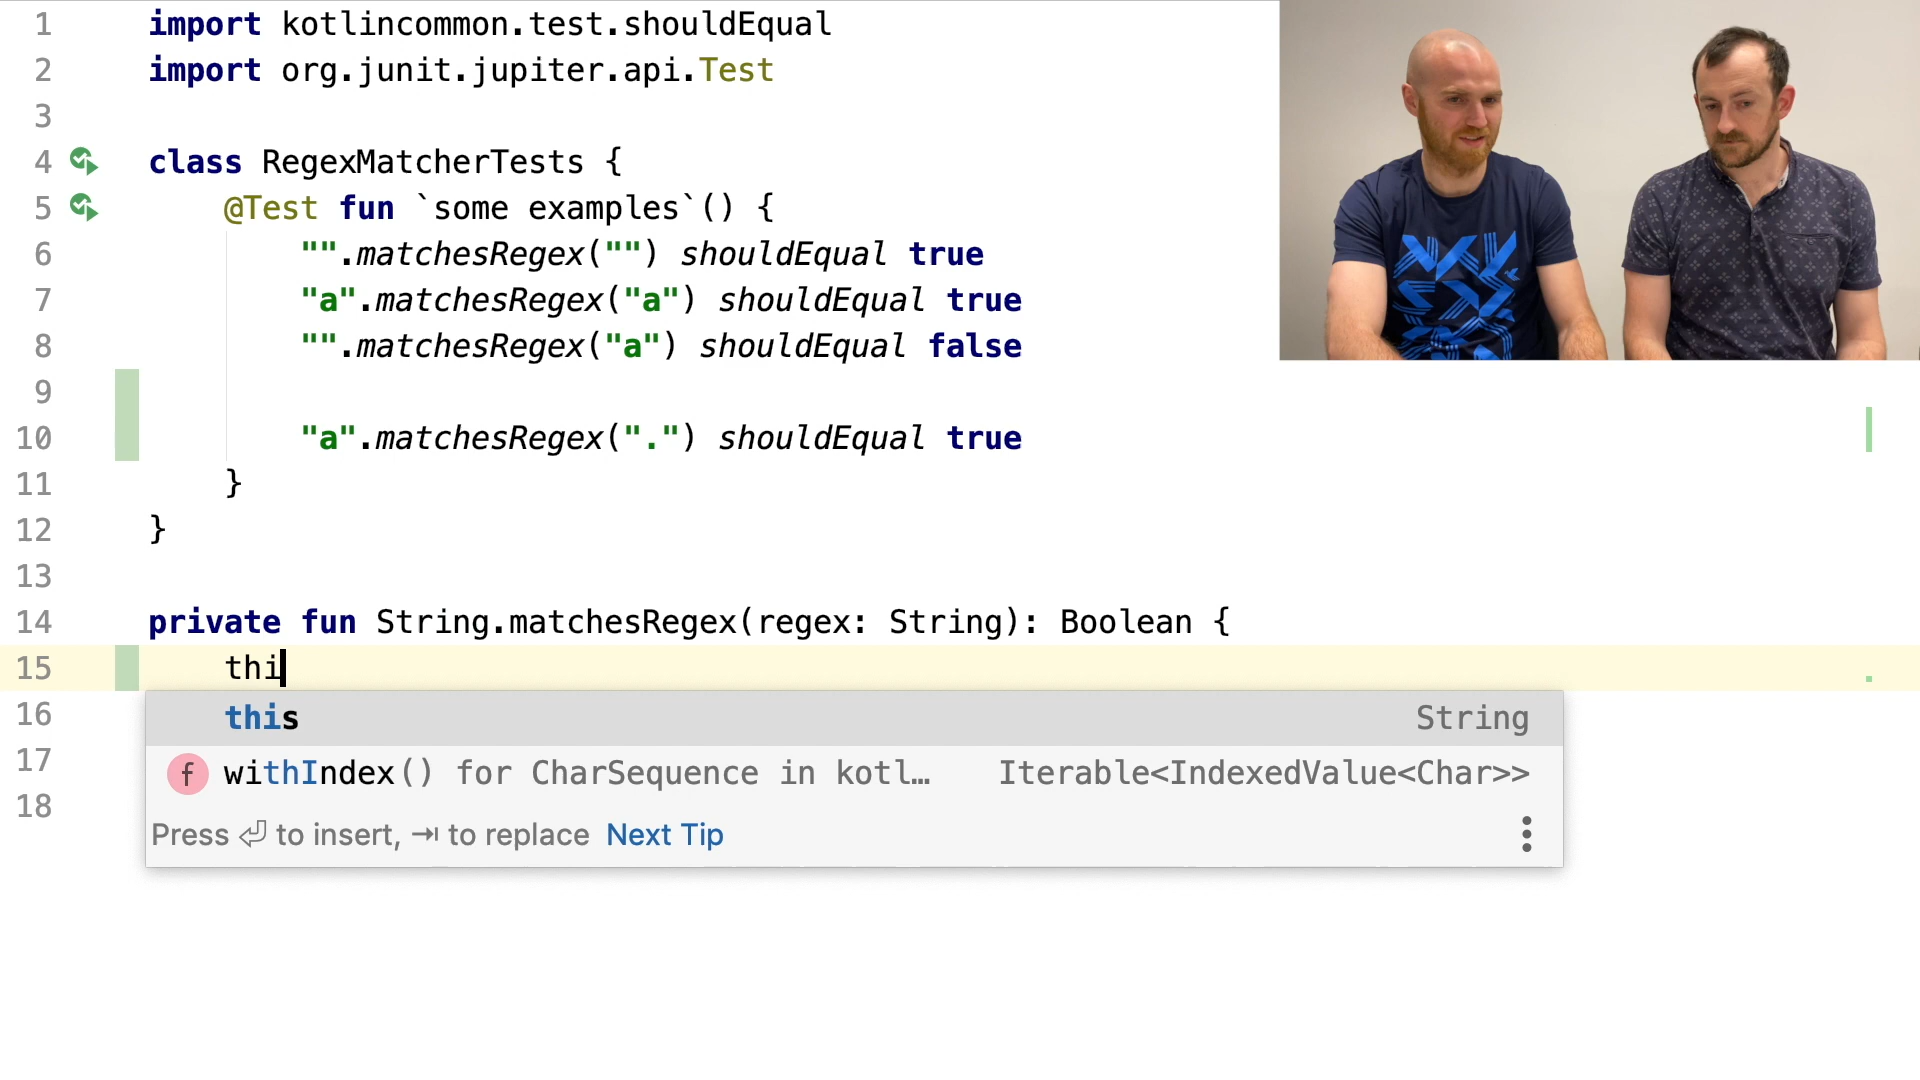 1 import kotlincommon.test.shouldEqual
2 import org.junit.jupiter.api.Test
3
4 class RegexMatcherTests {
5 @Test fun `some examples`() {
6 "".matchesRegex("") shouldEqual true
7 "a".matchesRegex("a") shouldEqual true
8 "".matchesRegex("a") shouldEqual false
9
10 "a".matchesRegex(".") shouldEqual true
11 }
12 }
13
14 private fun String.matchesRegex(regex: String): Boolean {
15 thi
16 this String
17 f withIndex() for CharSequence in kotl… Iterable<IndexedValue<Char>>
18 Press ⏎ to insert, ⇥ to replace Next Tip